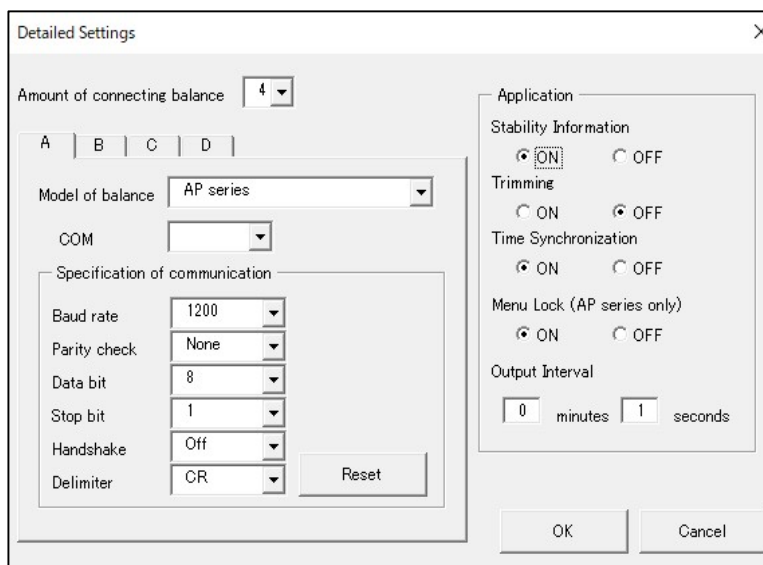 Detailed Settings
Amount of connecting balance 4
A B C D
Model of balance AP series
COM
Specification of communication
Baud rate 1200
Parity check None
Data bit 8
Stop bit 1
Handshake Off
Delimiter CR
Reset
Application
Stability Information
ON OFF
Trimming
ON OFF
Time Synchronization
ON OFF
Menu Lock (AP series only)
ON OFF
Output Interval
0 minutes 1 seconds
OK Cancel